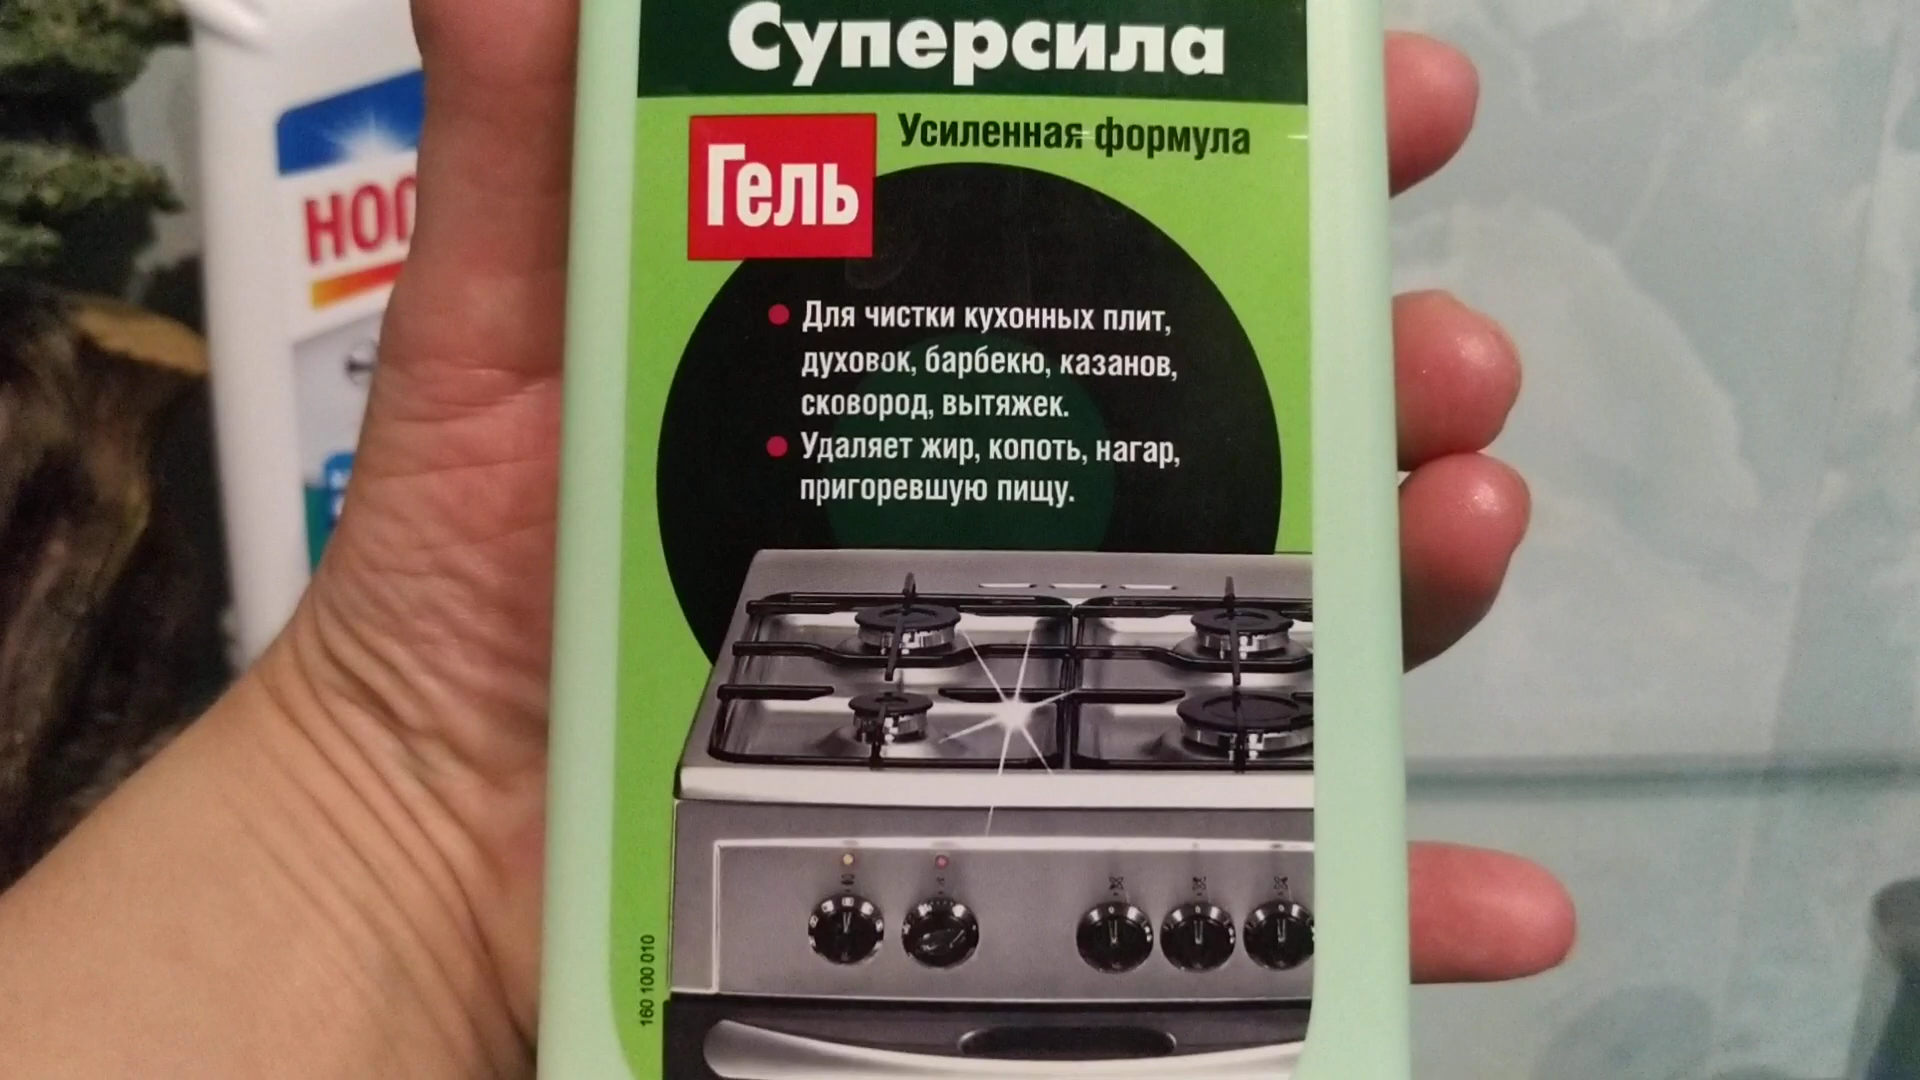 Суперсила
Усиленная формула
Гель
Для чистки кухонных плит,
духовок, барбекю, казанов,
сковород, вытяжек.
Удаляет жир, копоть, нагар,
пригоревшую пищу.
160 100 010